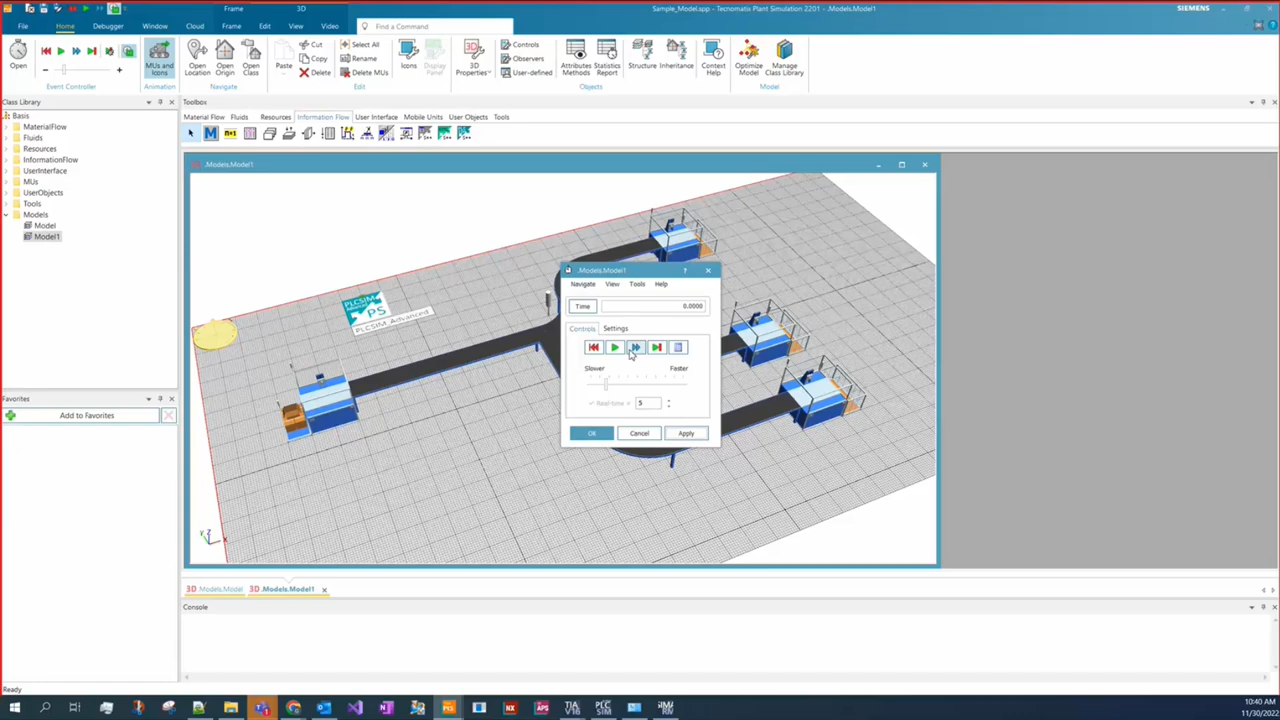 Frame
3D
Sample_Model.spp - Tecnomatix Plant Simulation 2201 - .Models.Model1
SIEMENS
File
Home
Debugger
Window
Cloud
Frame
Edit
View
Video
Find a Command
Open
Event Controller
MUs and Icons
Animation
Open Location
Open Origin
Open Class
Navigate
Paste
Cut
Copy
Delete
Select All
Rename
Delete MUs
Edit
Icons
Display Panel
3D Properties
Controls
Observers
User-defined
Attributes Methods
Statistics Report
Objects
Structure
Inheritance
Context Help
Optimize Model
Manage Class Library
Model
Class Library
Basis
MaterialFlow
Fluids
Resources
InformationFlow
UserInterface
MUs
UserObjects
Tools
Models
Model
Model1
Toolbox
Material Flow
Fluids
Resources
Information Flow
User Interface
Mobile Units
User Objects
Tools
M
n=1
.Models.Model1
PLCSIM
PS
PLCSIM Advanced
.Models.Model1
?
Navigate
View
Tools
Help
Time
0.0000
Controls
Settings
Slower
Faster
Real-time
5
OK
Cancel
Apply
Favorites
Add to Favorites
3D .Models.Model
3D .Models.Model1
Console
Ready
10:40 AM
11/30/2022